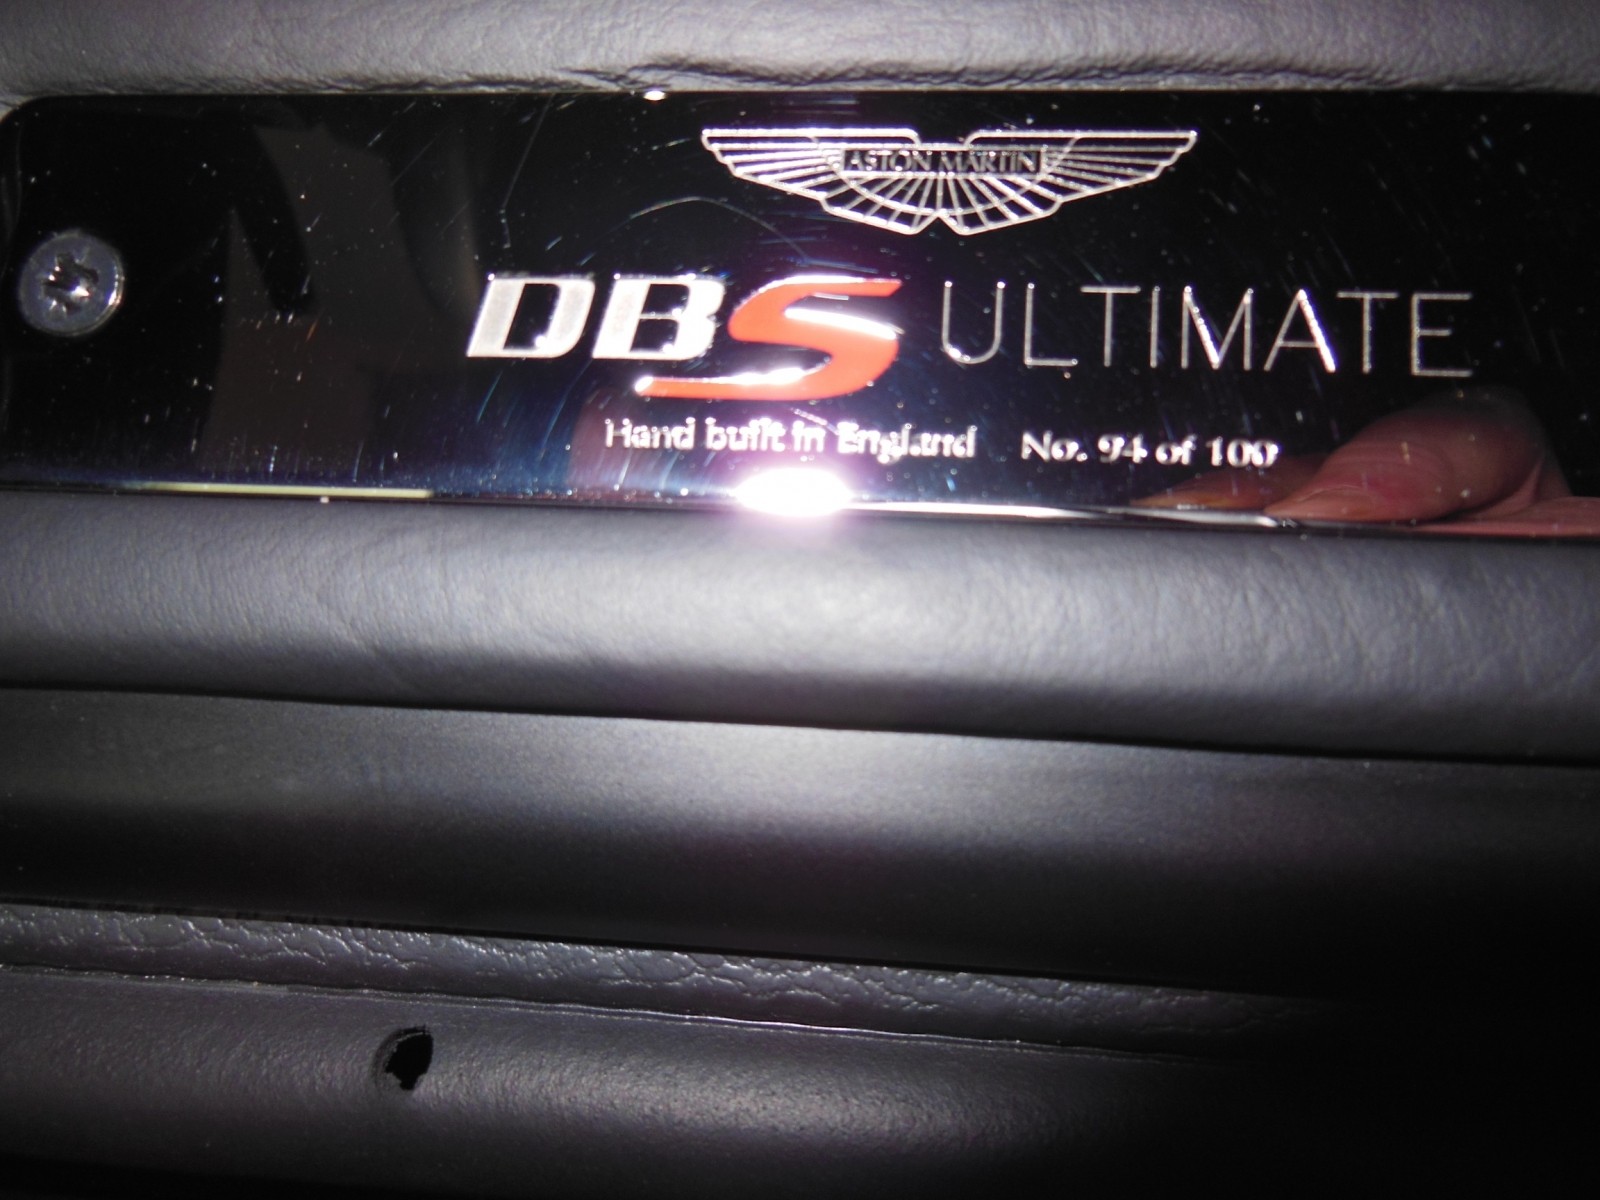 ASTON MARTIN
DBS ULTIMATE
Hand built in England No. 94 of 100